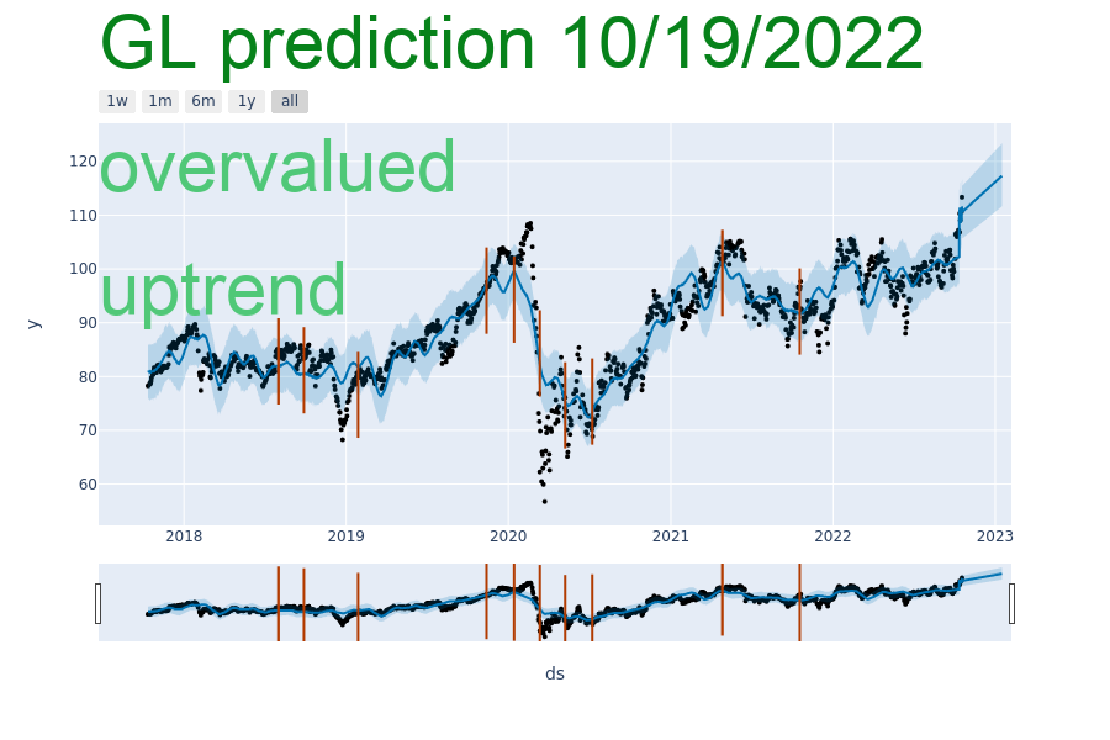 GL prediction 10/19/2022
1w 1m 6m 1y all
overvalued
uptrend
120
110
100
90
80
70
60
y
2018 2019 2020 2021 2022 2023
ds